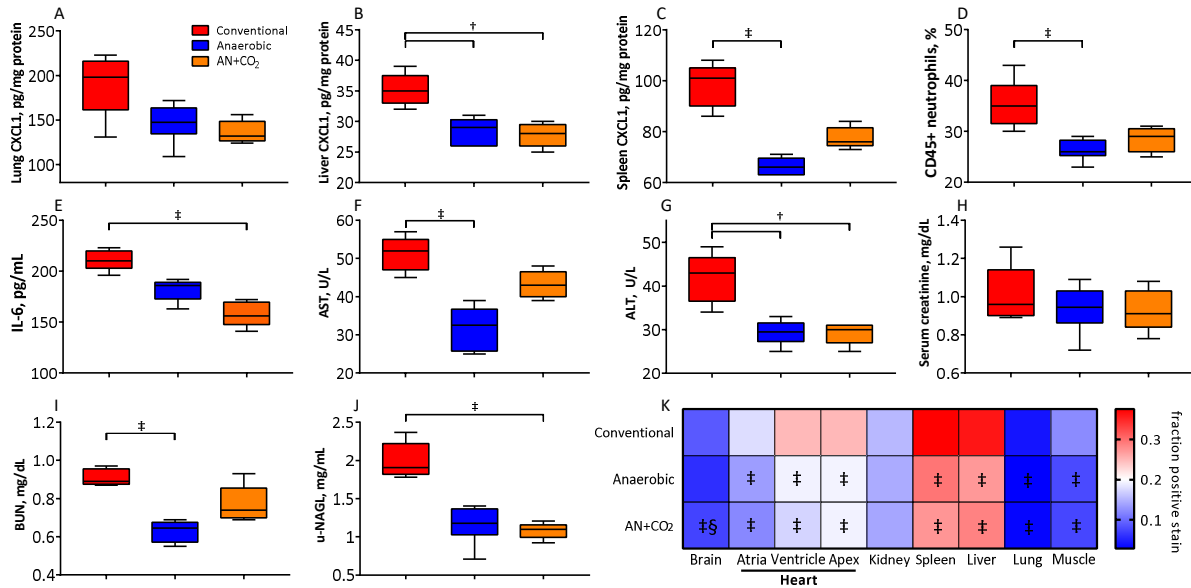 A
Lung CXCL1, pg/mg protein
250
200
150
100
Conventional
Anaerobic
AN+CO2
B
Liver CXCL1, pg/mg protein
45
40
35
30
25
20
†
C
Spleen CXCL1, pg/mg protein
120
100
80
60
‡
D
CD45+ neutrophils, %
50
40
30
20
‡
E
IL-6, pg/mL
250
200
150
100
‡
F
AST, U/L
60
50
40
30
20
‡
G
ALT, U/L
50
40
30
20
†
H
Serum creatinine, mg/dL
1.4
1.2
1.0
0.8
0.6
I
BUN, mg/dL
1.2
1.0
0.8
0.6
0.4
‡
J
u-NAGL, mg/mL
2.5
2.0
1.5
1.0
0.5
‡
K
Conventional
Anaerobic ‡ ‡ ‡ ‡ ‡ ‡ ‡
AN+CO2 ‡§ ‡ ‡ ‡ ‡ ‡ ‡ ‡
Brain Atria Ventricle Apex Kidney Spleen Liver Lung Muscle
Heart
0.3
0.2
0.1
fraction positive stain